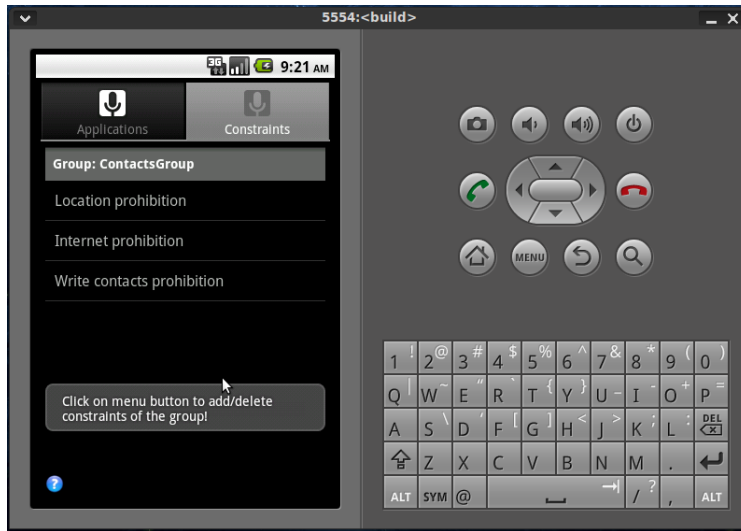 5554:<build>
3G 9:21 AM
Applications Constraints
Group: ContactsGroup
Location prohibition
Internet prohibition
Write contacts prohibition
Click on menu button to add/delete
constraints of the group!
?
MENU
1 ! 2 @ 3 # 4 $ 5 % 6 ^ 7 & 8 * 9 ( 0 )
Q | W ~ E " R ` T { Y } U _ I - O + P =
A S \ D ' F [ G ] H < J > K ; L : DEL
Z X C V B N M .
ALT SYM @ / ? , ALT